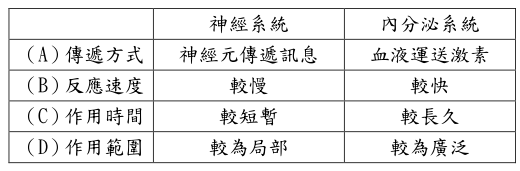 神經系統 內分泌系統
（A）傳遞方式 神經元傳遞訊息 血液運送激素
（B）反應速度 較慢 較快
（C）作用時間 較短暫 較長久
（D）作用範圍 較為局部 較為廣泛